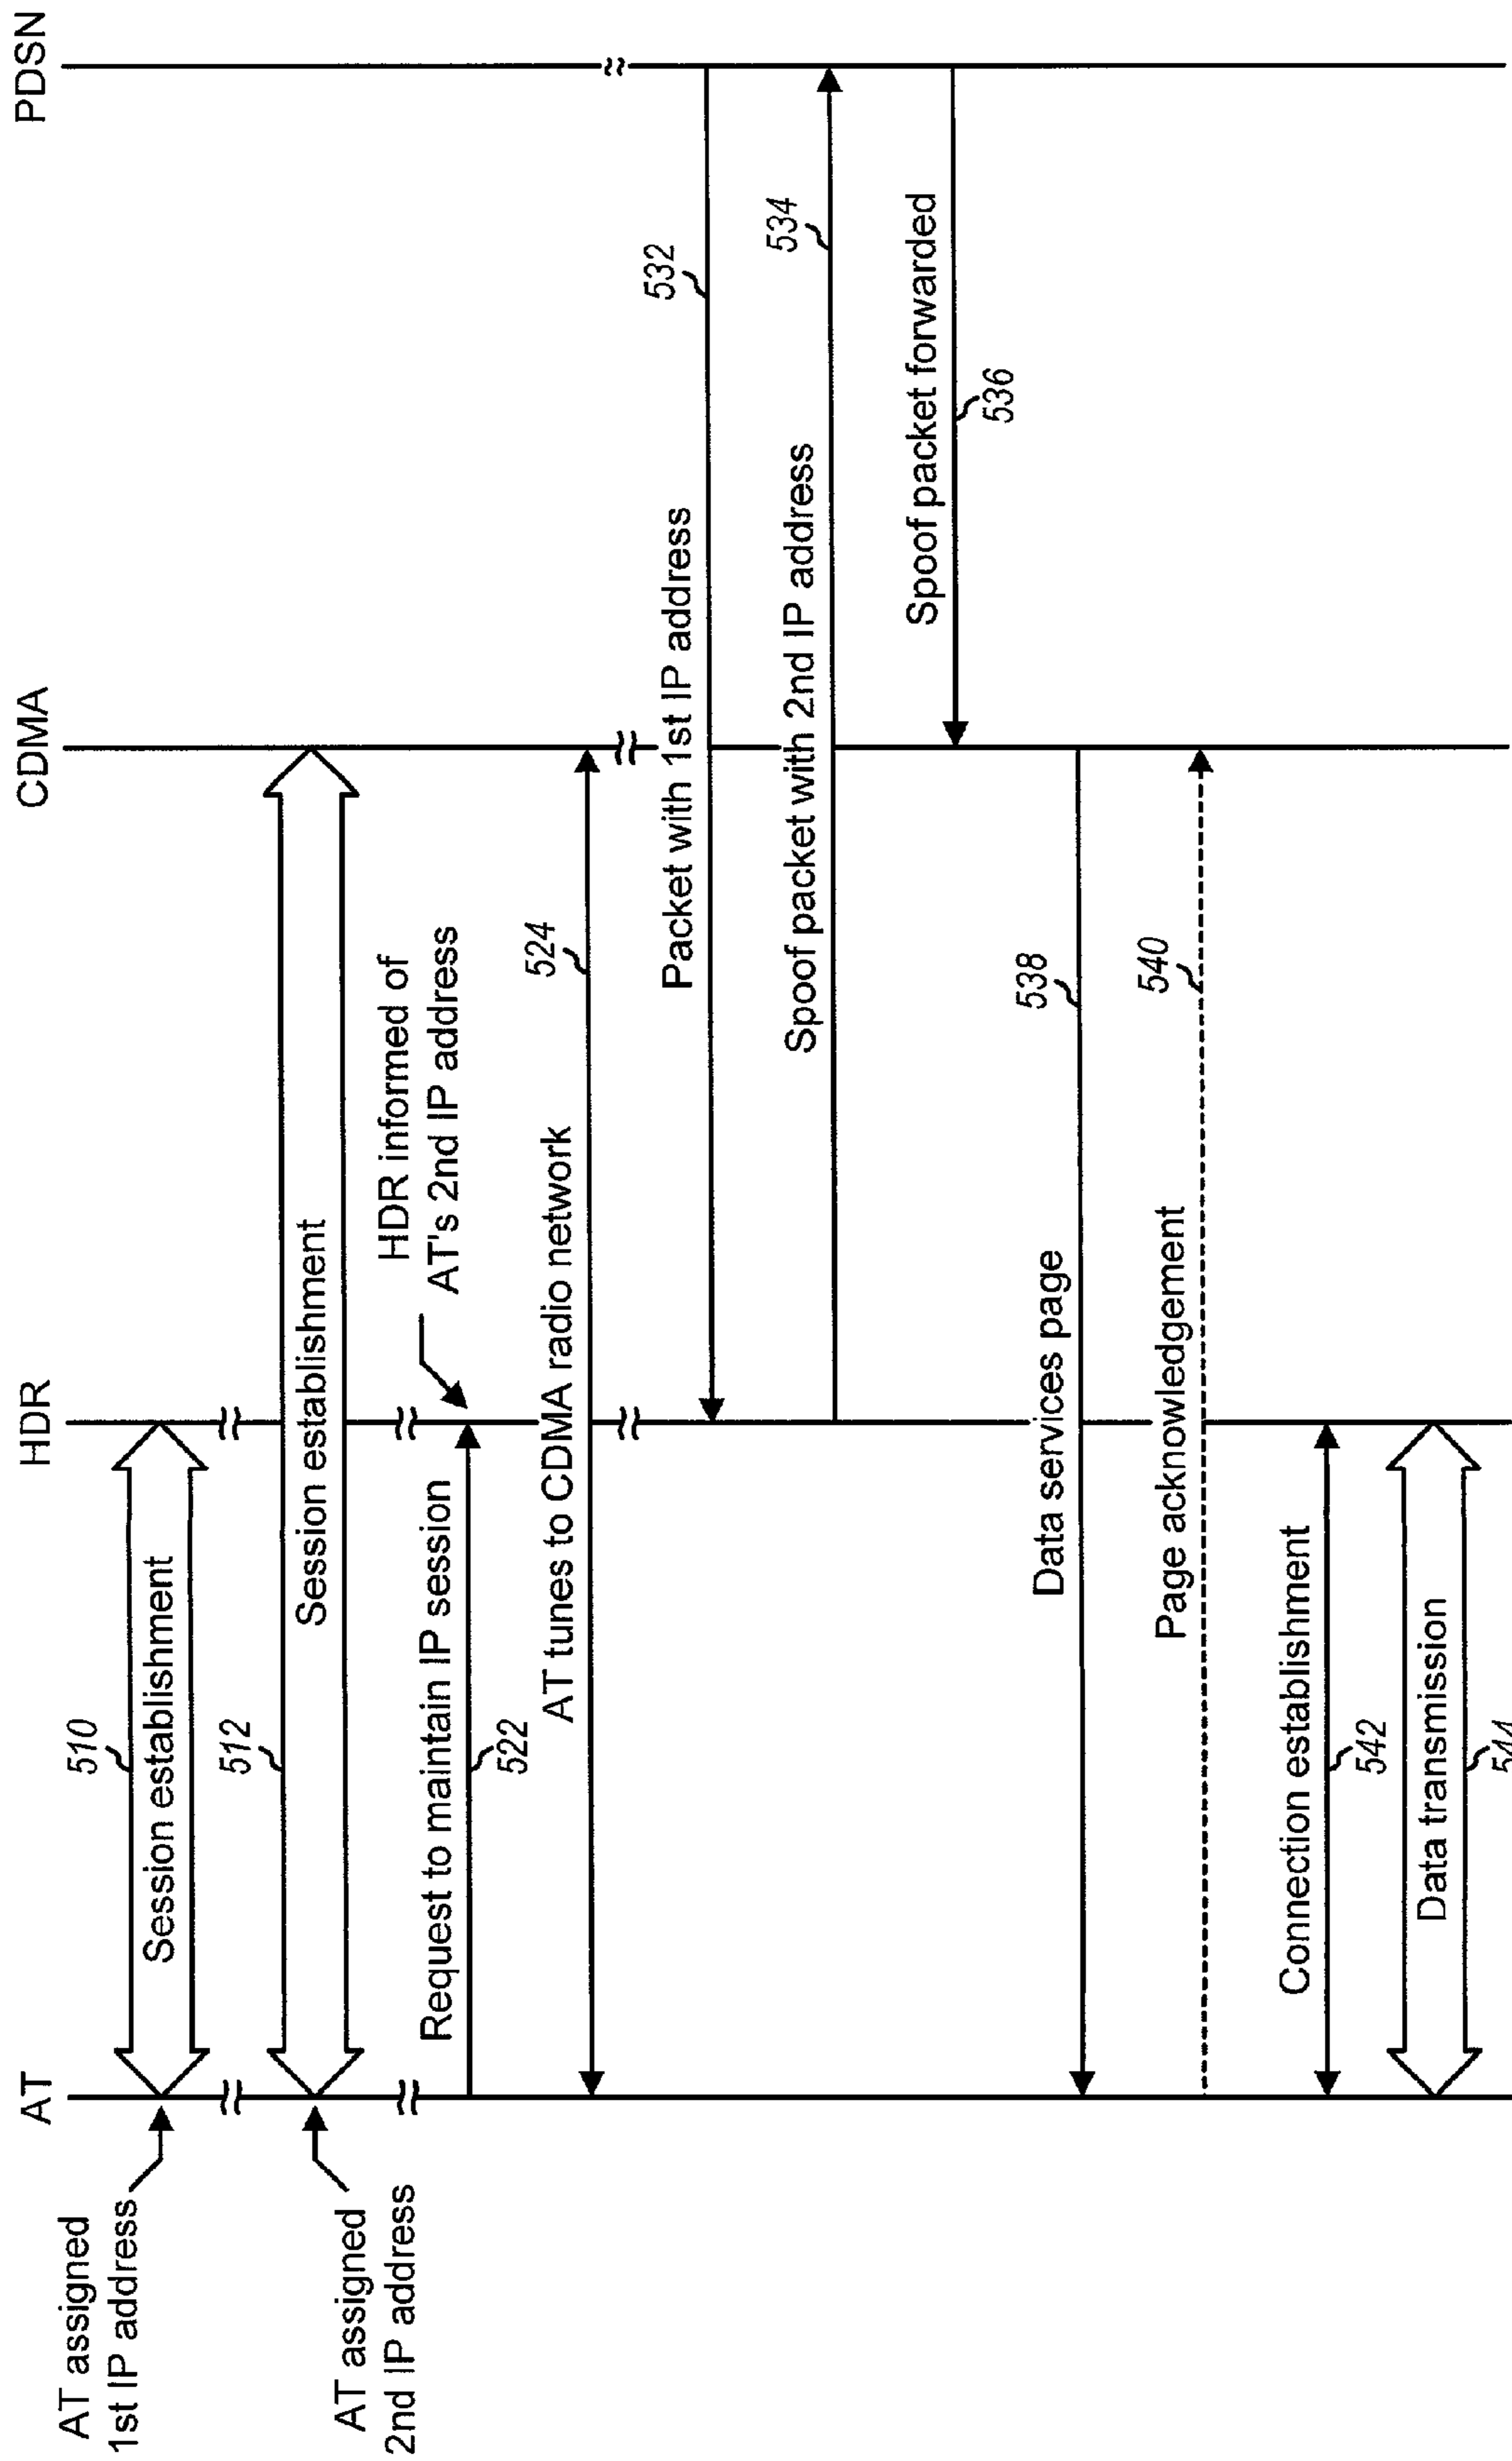 AT
HDR
CDMA
PDSN
AT assigned
1st IP address
510
Session establishment
AT assigned
2nd IP address
512
Session establishment
HDR informed of
AT's 2nd IP address
Request to maintain IP session
522
524
AT tunes to CDMA radio network
532
Packet with 1st IP address
534
Spoof packet with 2nd IP address
Spoof packet forwarded
536
538
Data services page
540
Page acknowledgement
Connection establishment
542
Data transmission
544